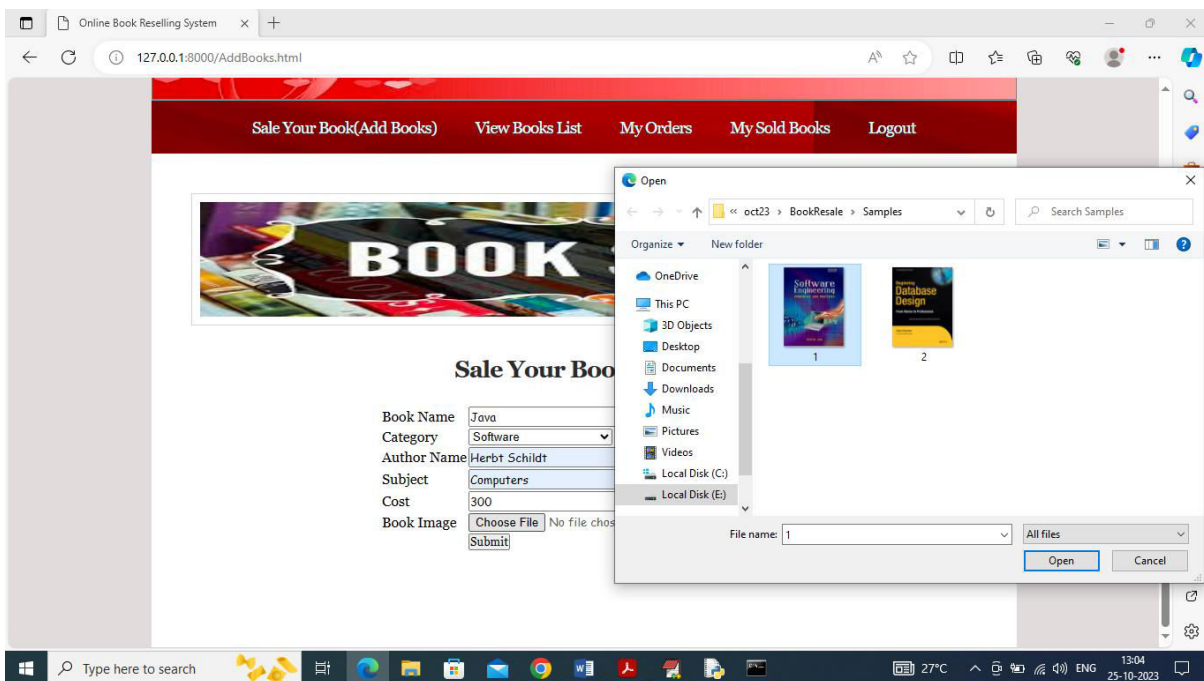 Online Book Reselling System
127.0.0.1:8000/AddBooks.html
Sale Your Book(Add Books) View Books List My Orders My Sold Books Logout
BOOK
Sale Your Boo
Book Name Java
Category Software
Author Name Herbt Schildt
Subject Computers
Cost 300
Book Image Choose File No file chos
Submit
Open
« oct23 › BookResale › Samples
Search Samples
Organize New folder
OneDrive
This PC
3D Objects
Desktop
Documents
Downloads
Music
Pictures
Videos
Local Disk (C:)
Local Disk (E:)
Software
Engineering
1
Beginning
Database
Design
2
File name: 1
All files
Open Cancel
Type here to search
27°C ENG 13:04
25-10-2023